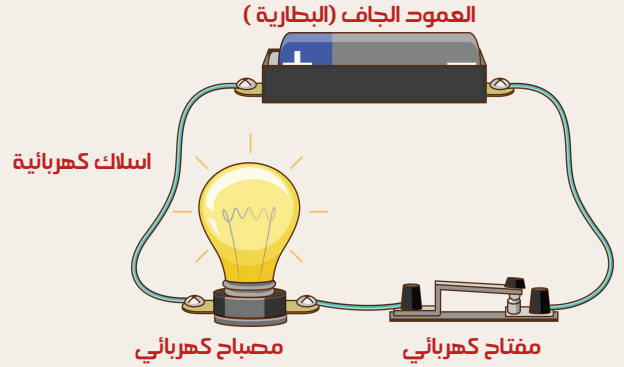 العمود الجاف (البطارية )
+ −
اسلاك كهربائية
مصباح كهربائي
مفتاح كهربائي